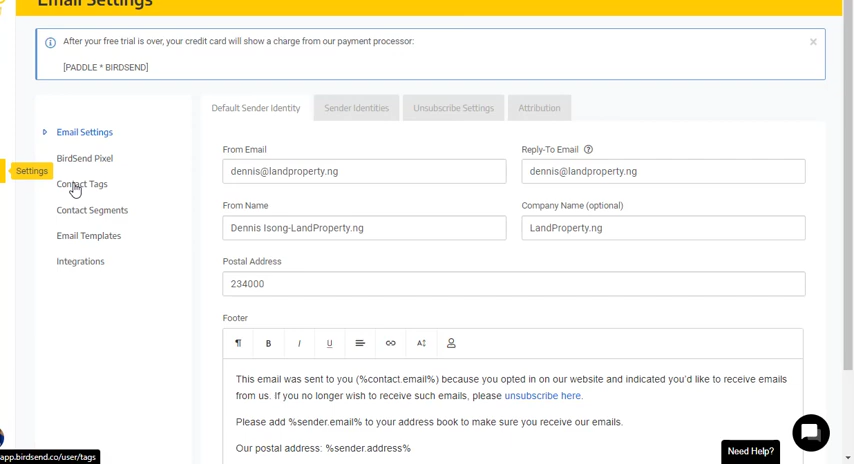 Email Settings
After your free trial is over, your credit card will show a charge from our payment processor:
[PADDLE * BIRDSEND]
Email Settings
BirdSend Pixel
Settings
Contact Tags
Contact Segments
Email Templates
Integrations
Default Sender Identity
Sender Identities
Unsubscribe Settings
Attribution
From Email
Reply-To Email
dennis@landproperty.ng
dennis@landproperty.ng
From Name
Company Name (optional)
Dennis Isong-LandProperty.ng
LandProperty.ng
Postal Address
234000
Footer
This email was sent to you (%contact.email%) because you opted in on our website and indicated you'd like to receive emails
from us. If you no longer wish to receive such emails, please unsubscribe here.
Please add %sender.email% to your address book to make sure you receive our emails.
Our postal address: %sender.address%
Need Help?
app.birdsend.co/user/tags